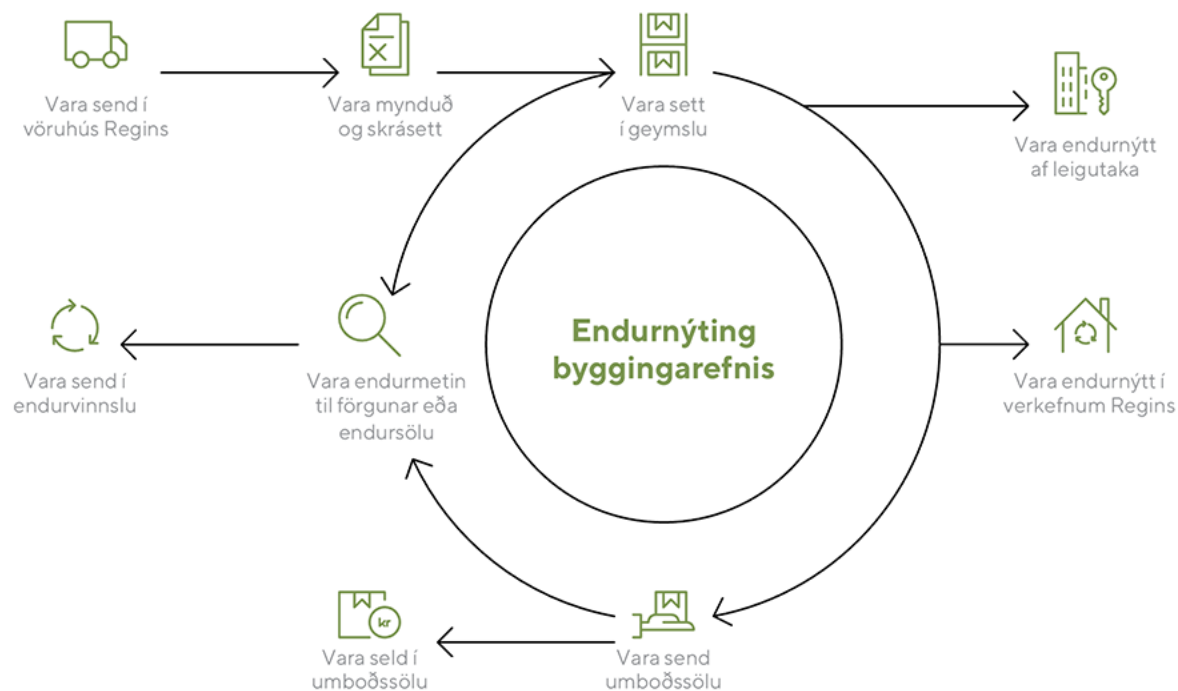 Vara send í
vöruhús Regins
Vara mynduð
og skrásett
Vara sett
í geymslu
Vara endurnýtt
af leigutaka
Endurnýting
byggingarefnis
Vara send í
endurvinnslu
Vara endurmetin
til förgunar eða
endursölu
Vara endurnýtt í
verkefnum Regins
kr
Vara seld í
umboðssölu
Vara send
umboðssölu